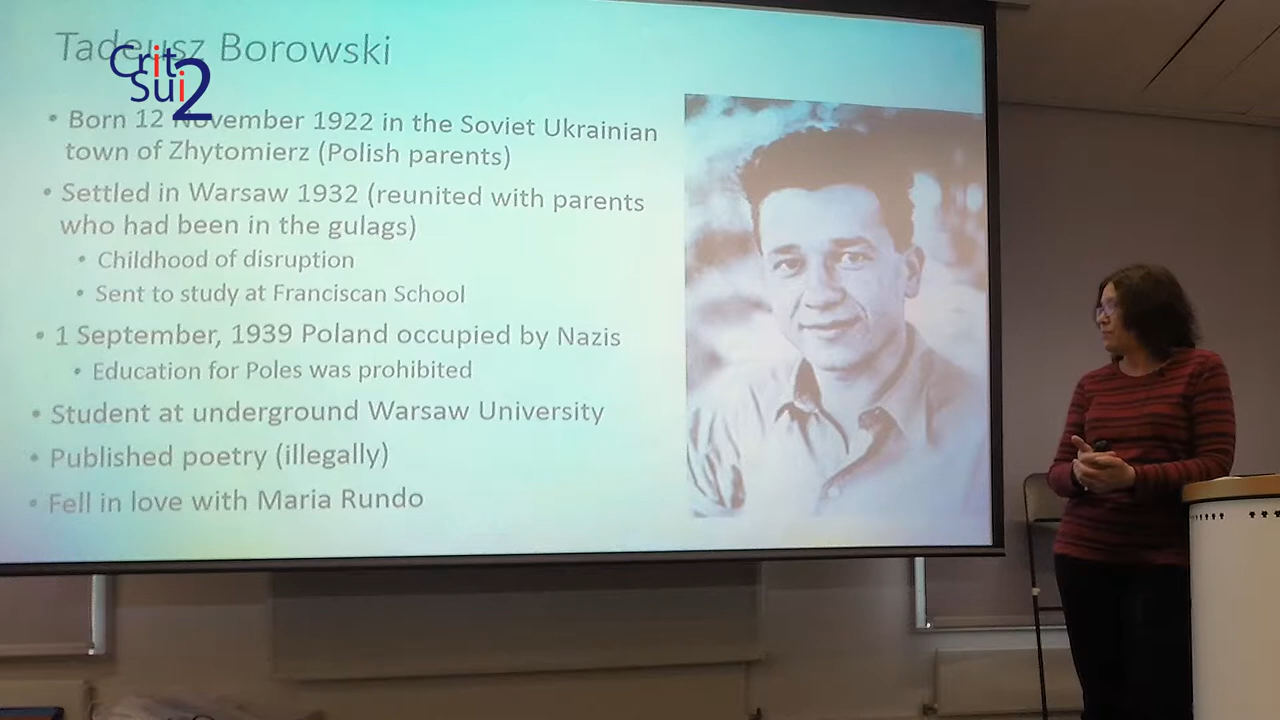 Tadeusz Borowski
Crit
Sui2
• Born 12 November 1922 in the Soviet Ukrainian
town of Zhytomierz (Polish parents)
• Settled in Warsaw 1932 (reunited with parents
who had been in the gulags)
• Childhood of disruption
• Sent to study at Franciscan School
• 1 September, 1939 Poland occupied by Nazis
• Education for Poles was prohibited
• Student at underground Warsaw University
• Published poetry (illegally)
• Fell in love with Maria Rundo